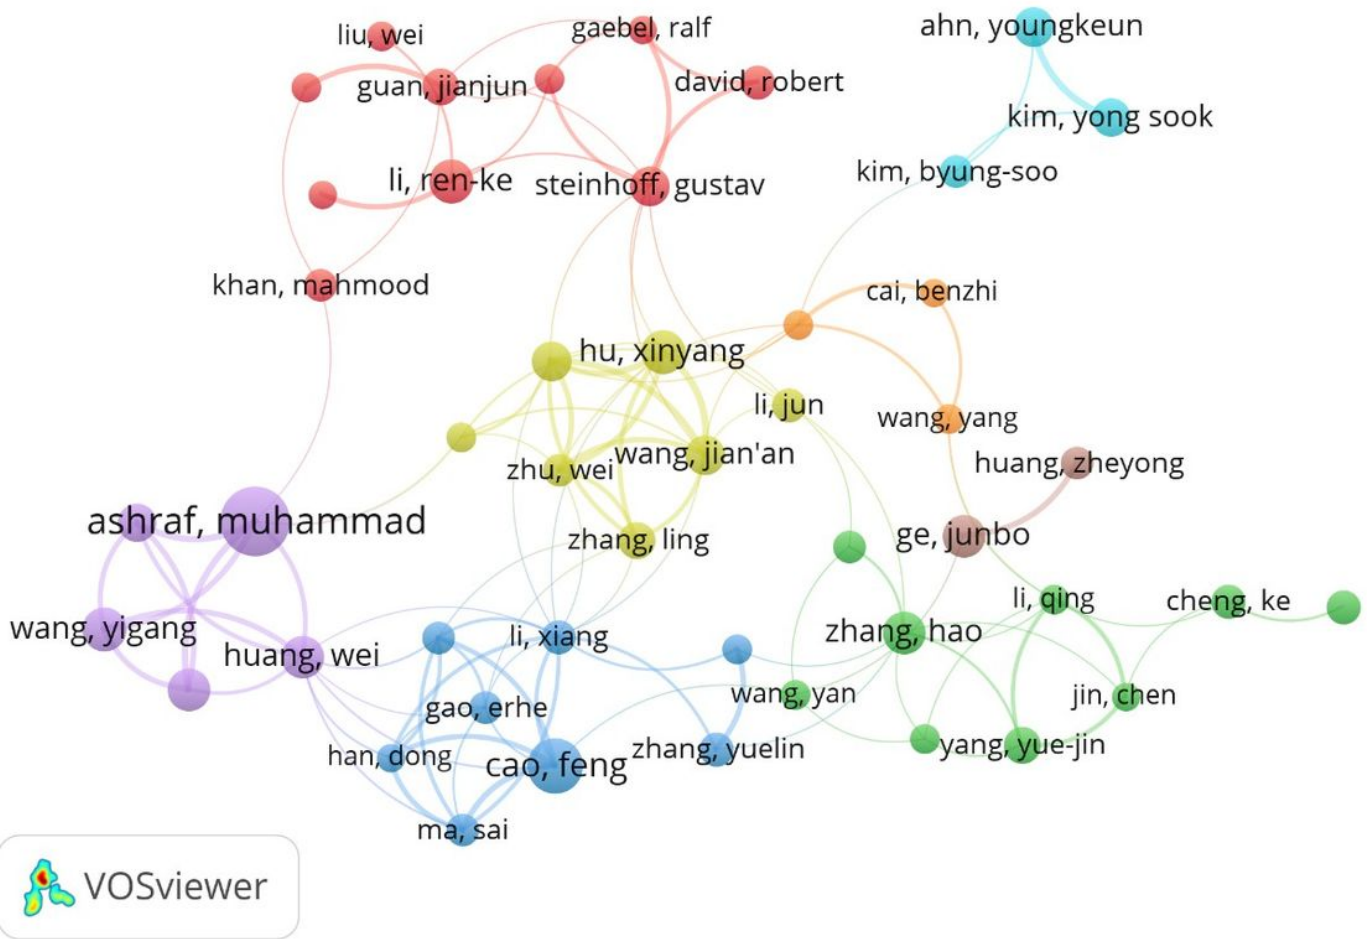 ahn, youngkeun
gaebel, ralf
liu, wei
david, robert
guan, jianjun
kim, yong sook
kim, byung-soo
li, ren-ke
steinhoff, gustav
khan, mahmood
cai, benzhi
hu, xinyang
li, jun
wang, yang
wang, jian'an
huang, zheyong
zhu, wei
ashraf, muhammad
ge, junbo
zhang, ling
li, qing
cheng, ke
wang, yigang
zhang, hao
li, xiang
huang, wei
wang, yan
jin, chen
gao, erhe
yang, yue-jin
zhang, yuelin
han, dong
cao, feng
ma, sai
VOSviewer